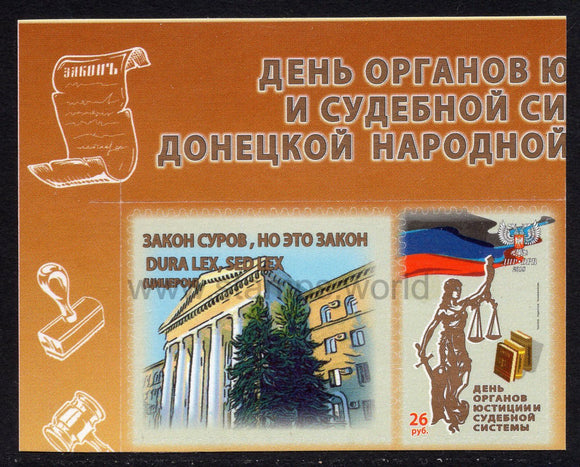 ЗАКОНЪ
ДЕНЬ ОРГАНОВ Ю
И СУДЕБНОЙ СИ
ДОНЕЦКОЙ НАРОДНОЙ
ЗАКОН СУРОВ, НО ЭТО ЗАКОН
DURA LEX, SED LEX
(ЦИЦЕРОН)
26
руб.
ДЕНЬ
ОРГАНОВ
ЮСТИЦИИ И
СУДЕБНОЙ
СИСТЕМЫ